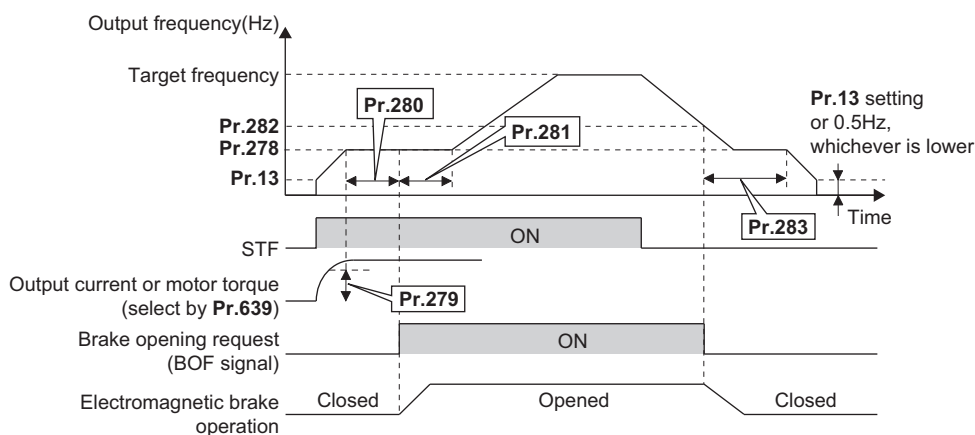 Output frequency(Hz)
Target frequency
Pr.280
Pr.13 setting
or 0.5Hz,
whichever is lower
Pr.282
Pr.281
Pr.278
Pr.13
Time
Pr.283
STF
ON
Output current or motor torque
(select by Pr.639)
Pr.279
Brake opening request
(BOF signal)
ON
Electromagnetic brake
operation
Closed
Opened
Closed